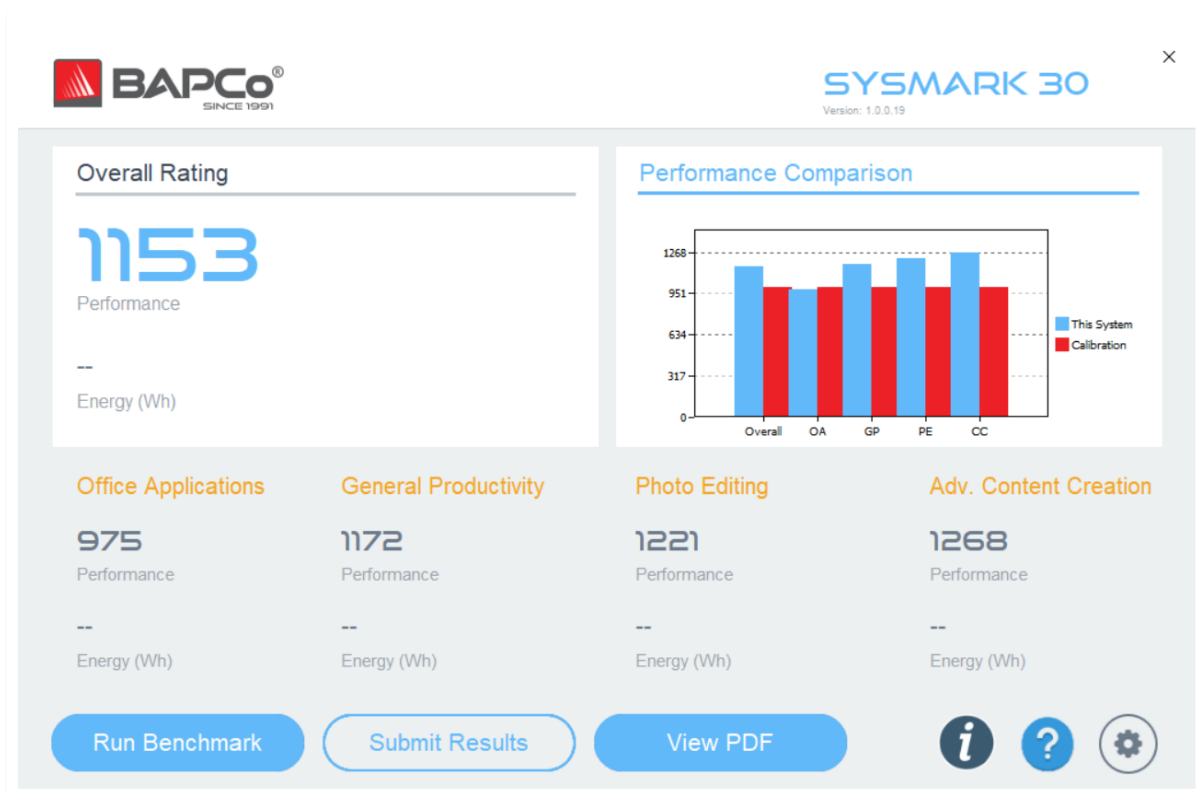 BAPCo®
SINCE 1991
SYSMARK 30
Version: 1.0.0.19
Overall Rating
1153
Performance
--
Energy (Wh)
Performance Comparison
1268
951
634
317
0
Overall OA GP PE CC
This System
Calibration
Office Applications
975
Performance
--
Energy (Wh)
General Productivity
1172
Performance
--
Energy (Wh)
Photo Editing
1221
Performance
--
Energy (Wh)
Adv. Content Creation
1268
Performance
--
Energy (Wh)
Run Benchmark
Submit Results
View PDF
i
?